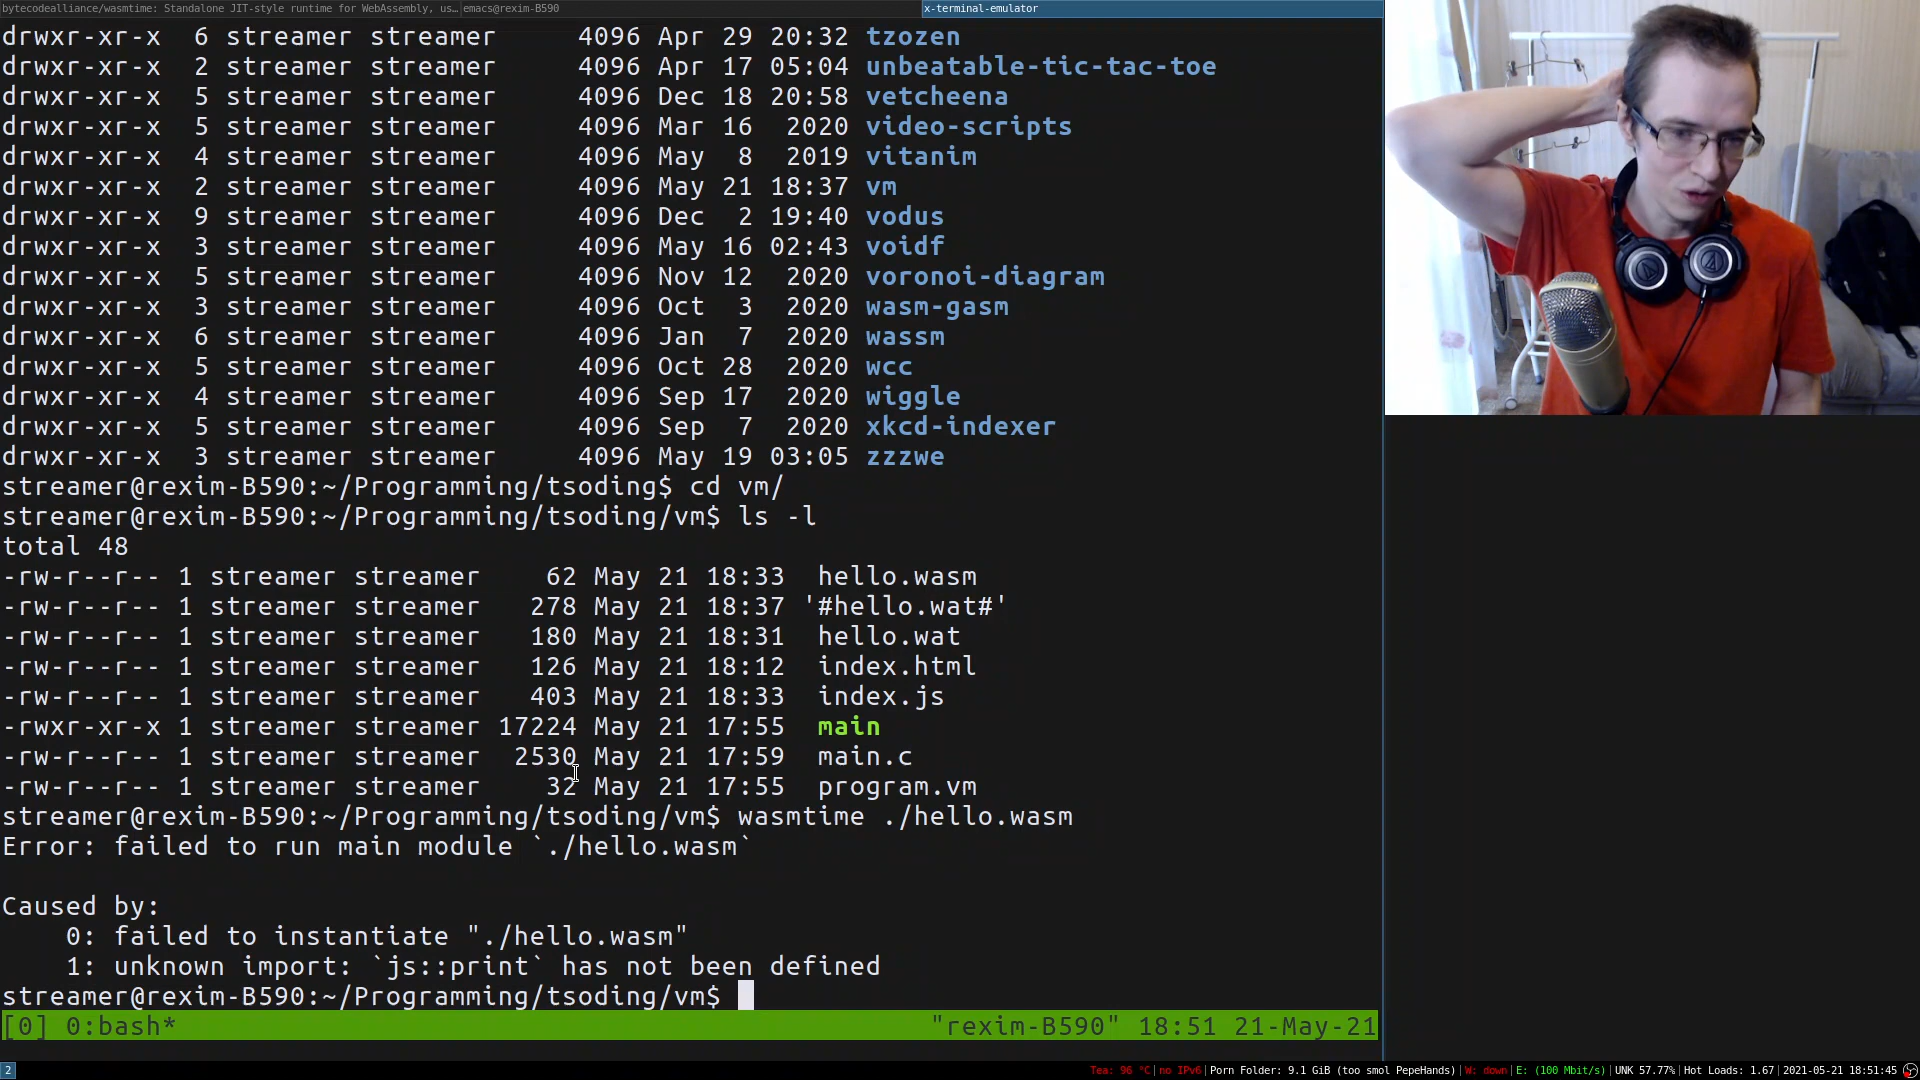 bytecodealliance/wasmtime: Standalone JIT-style runtime for WebAssembly, us… emacs@rexim-B590 x-terminal-emulator
drwxr-xr-x 6 streamer streamer 4096 Apr 29 20:32 tzozen
drwxr-xr-x 2 streamer streamer 4096 Apr 17 05:04 unbeatable-tic-tac-toe
drwxr-xr-x 5 streamer streamer 4096 Dec 18 20:58 vetcheena
drwxr-xr-x 5 streamer streamer 4096 Mar 16 2020 video-scripts
drwxr-xr-x 4 streamer streamer 4096 May 8 2019 vitanim
drwxr-xr-x 2 streamer streamer 4096 May 21 18:37 vm
drwxr-xr-x 9 streamer streamer 4096 Dec 2 19:40 vodus
drwxr-xr-x 3 streamer streamer 4096 May 16 02:43 voidf
drwxr-xr-x 5 streamer streamer 4096 Nov 12 2020 voronoi-diagram
drwxr-xr-x 3 streamer streamer 4096 Oct 3 2020 wasm-gasm
drwxr-xr-x 6 streamer streamer 4096 Jan 7 2020 wassm
drwxr-xr-x 5 streamer streamer 4096 Oct 28 2020 wcc
drwxr-xr-x 4 streamer streamer 4096 Sep 17 2020 wiggle
drwxr-xr-x 5 streamer streamer 4096 Sep 7 2020 xkcd-indexer
drwxr-xr-x 3 streamer streamer 4096 May 19 03:05 zzzwe
streamer@rexim-B590:~/Programming/tsoding$ cd vm/
streamer@rexim-B590:~/Programming/tsoding/vm$ ls -l
total 48
-rw-r--r-- 1 streamer streamer 62 May 21 18:33 hello.wasm
-rw-r--r-- 1 streamer streamer 278 May 21 18:37 '#hello.wat#'
-rw-r--r-- 1 streamer streamer 180 May 21 18:31 hello.wat
-rw-r--r-- 1 streamer streamer 126 May 21 18:12 index.html
-rw-r--r-- 1 streamer streamer 403 May 21 18:33 index.js
-rwxr-xr-x 1 streamer streamer 17224 May 21 17:55 main
-rw-r--r-- 1 streamer streamer 2530 May 21 17:59 main.c
-rw-r--r-- 1 streamer streamer 32 May 21 17:55 program.vm
streamer@rexim-B590:~/Programming/tsoding/vm$ wasmtime ./hello.wasm
Error: failed to run main module `./hello.wasm`
Caused by:
0: failed to instantiate "./hello.wasm"
1: unknown import: `js::print` has not been defined
streamer@rexim-B590:~/Programming/tsoding/vm$
[0] 0:bash* "rexim-B590" 18:51 21-May-21
2 Tea: 96 °C|no IPv6|Porn Folder: 9.1 GiB (too smol PepeHands)|W: down|E: (100 Mbit/s)|UNK 57.77%|Hot Loads: 1.67|2021-05-21 18:51:45